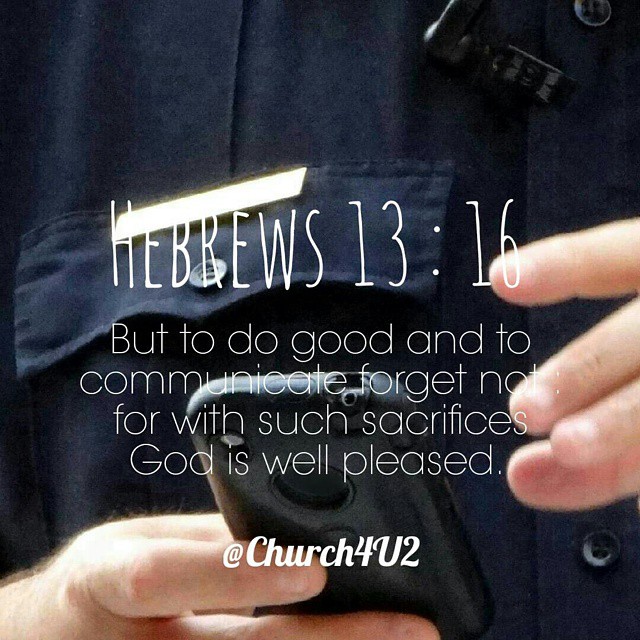 HEBREWS 13 : 16
But to do good and to
communicate forget not :
for with such sacrifices
God is well pleased.
@Church4U2